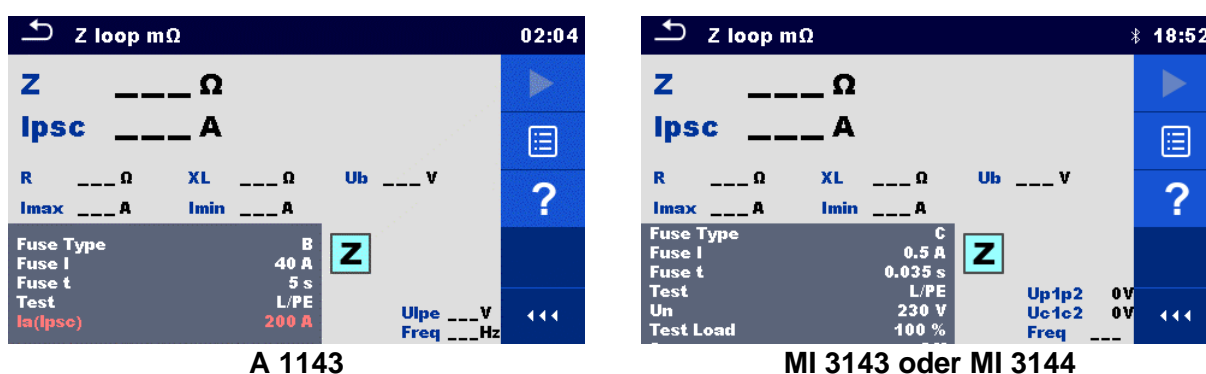 Z loop mΩ 02:04
Z ___ Ω
Ipsc ___ A
R ___ Ω XL ___ Ω Ub ___ V
Imax ___ A Imin ___ A
Fuse Type B
Fuse I 40 A
Fuse t 5 s
Test L/PE
Ia(Ipsc) 200 A
Z
Ulpe ___ V
Freq ___ Hz
?
A 1143
Z loop mΩ 18:52
Z ___ Ω
Ipsc ___ A
R ___ Ω XL ___ Ω Ub ___ V
Imax ___ A Imin ___ A
Fuse Type C
Fuse I 0.5 A
Fuse t 0.035 s
Test L/PE
Un 230 V
Test Load 100 %
Z
Up1p2 0V
Uc1c2 0V
Freq ___
?
MI 3143 oder MI 3144